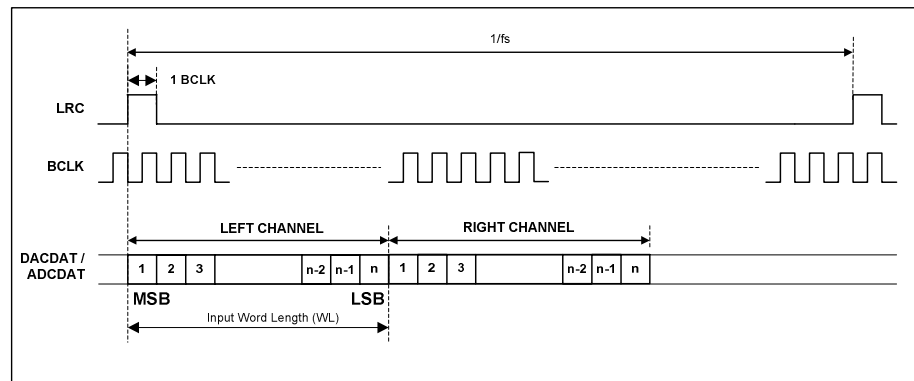 1/fs
1 BCLK
LRC
BCLK
LEFT CHANNEL RIGHT CHANNEL
DACDAT /
ADCDAT
1 2 3 n-2 n-1 n 1 2 3 n-2 n-1 n
MSB LSB
Input Word Length (WL)